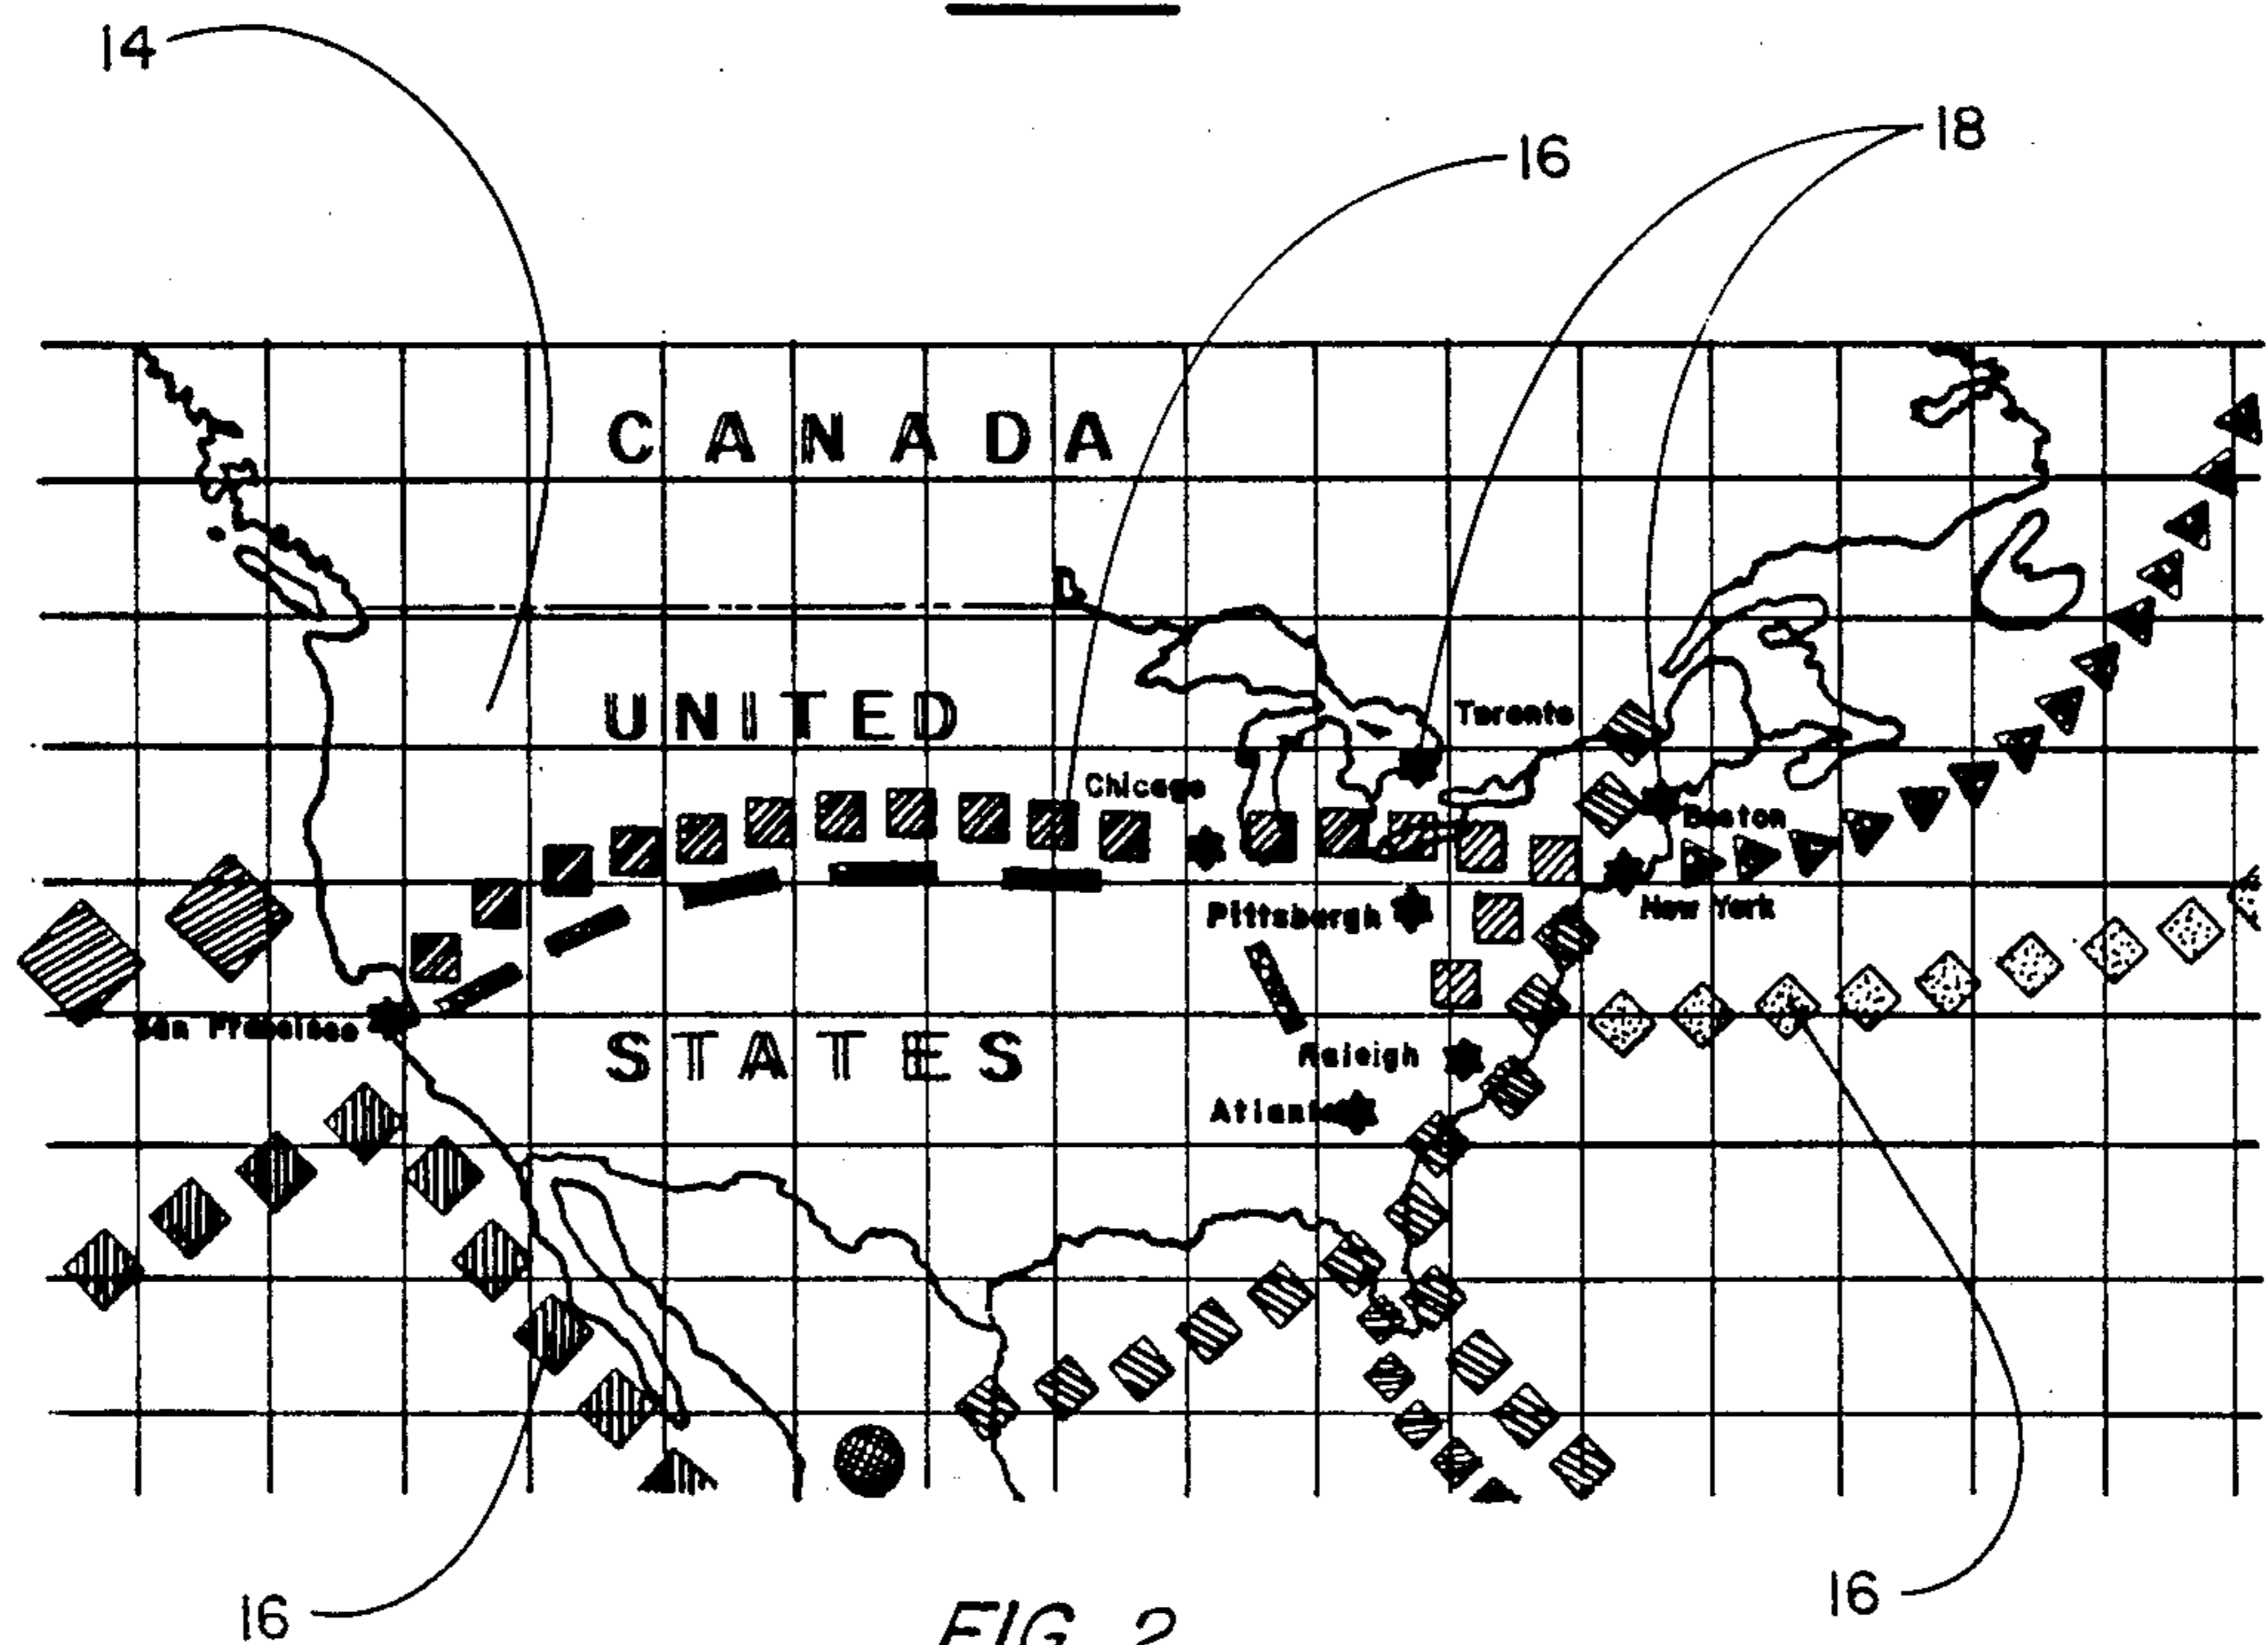 14
16
18
CANADA
UNITED
Toronto
Chicago
Boston
New York
Pittsburgh
San Francisco
STATES
Raleigh
Atlanta
16
16
FIG. 2